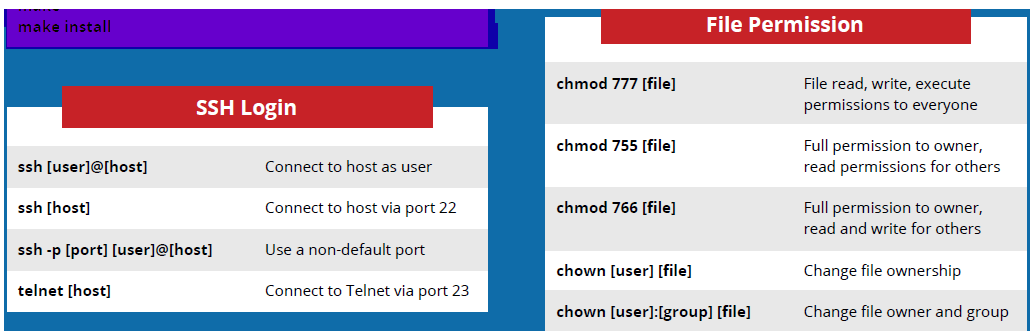 make
make install
SSH Login
ssh [user]@[host] Connect to host as user
ssh [host] Connect to host via port 22
ssh -p [port] [user]@[host] Use a non-default port
telnet [host] Connect to Telnet via port 23
File Permission
chmod 777 [file] File read, write, execute
permissions to everyone
chmod 755 [file] Full permission to owner,
read permissions for others
chmod 766 [file] Full permission to owner,
read and write for others
chown [user] [file] Change file ownership
chown [user]:[group] [file] Change file owner and group